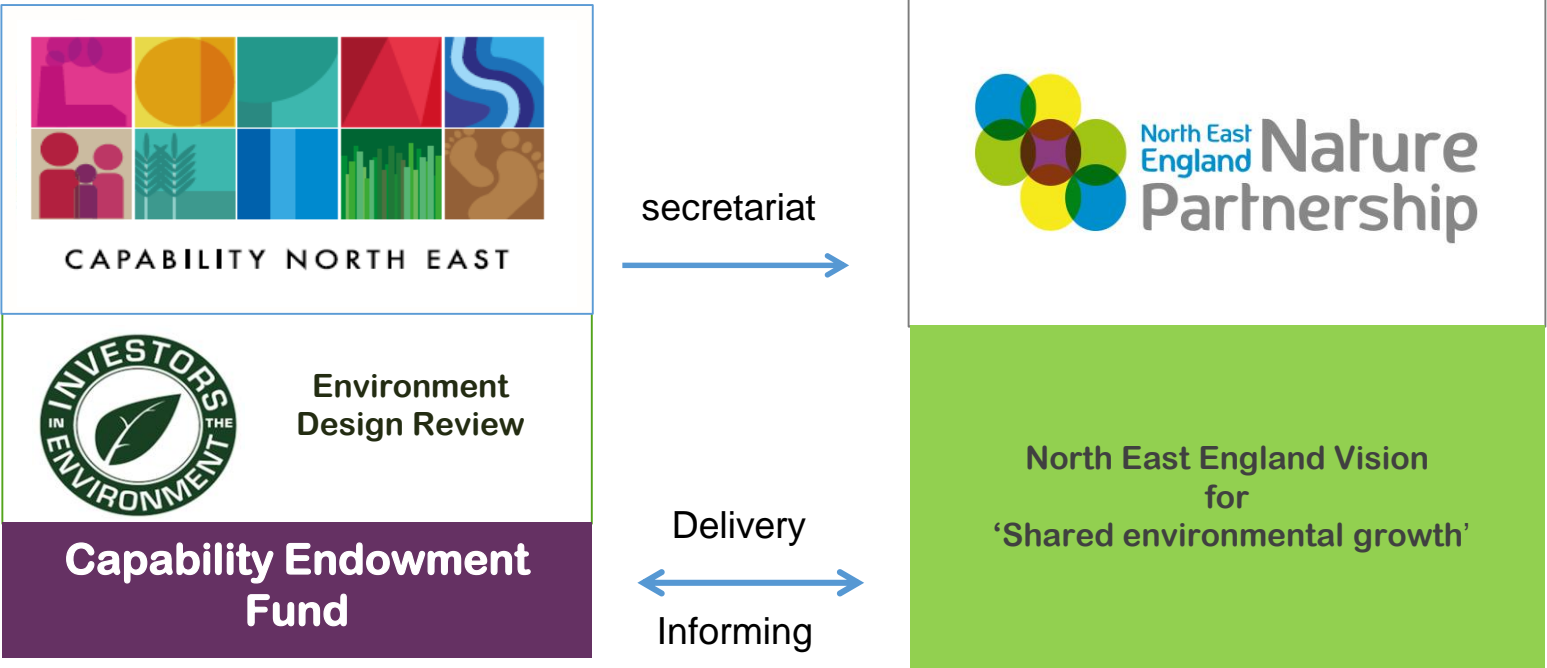 CAPABILITY NORTH EAST
secretariat
North East
England
Nature
Partnership
INVESTORS
IN THE
ENVIRONMENT
Environment
Design Review
Capability Endowment
Fund
Delivery
Informing
North East England Vision
for
‘Shared environmental growth’